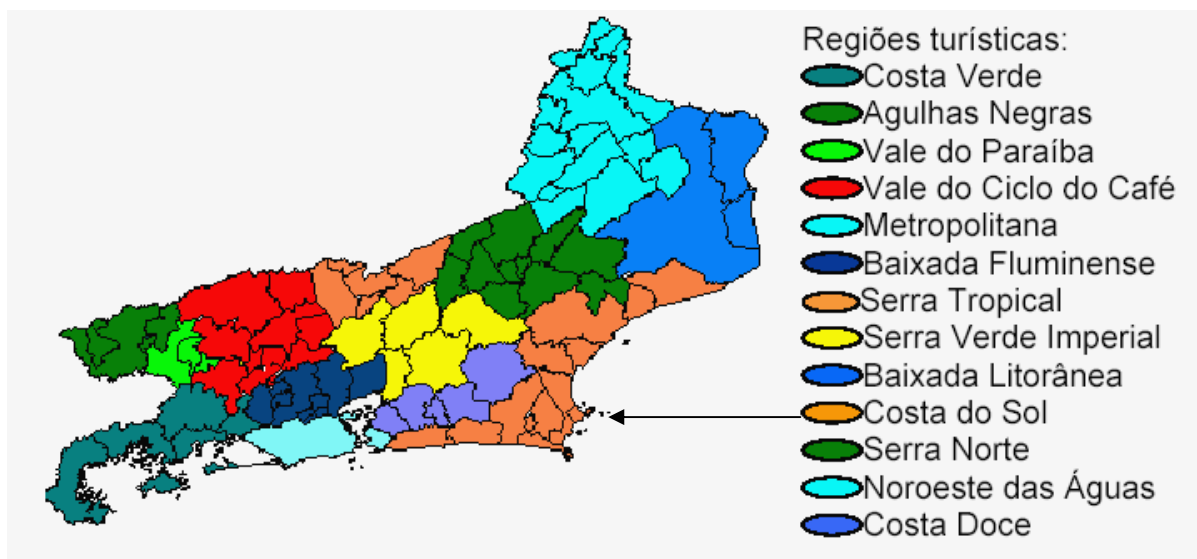 Regiões turísticas:
Costa Verde
Agulhas Negras
Vale do Paraíba
Vale do Ciclo do Café
Metropolitana
Baixada Fluminense
Serra Tropical
Serra Verde Imperial
Baixada Litorânea
Costa do Sol
Serra Norte
Noroeste das Águas
Costa Doce